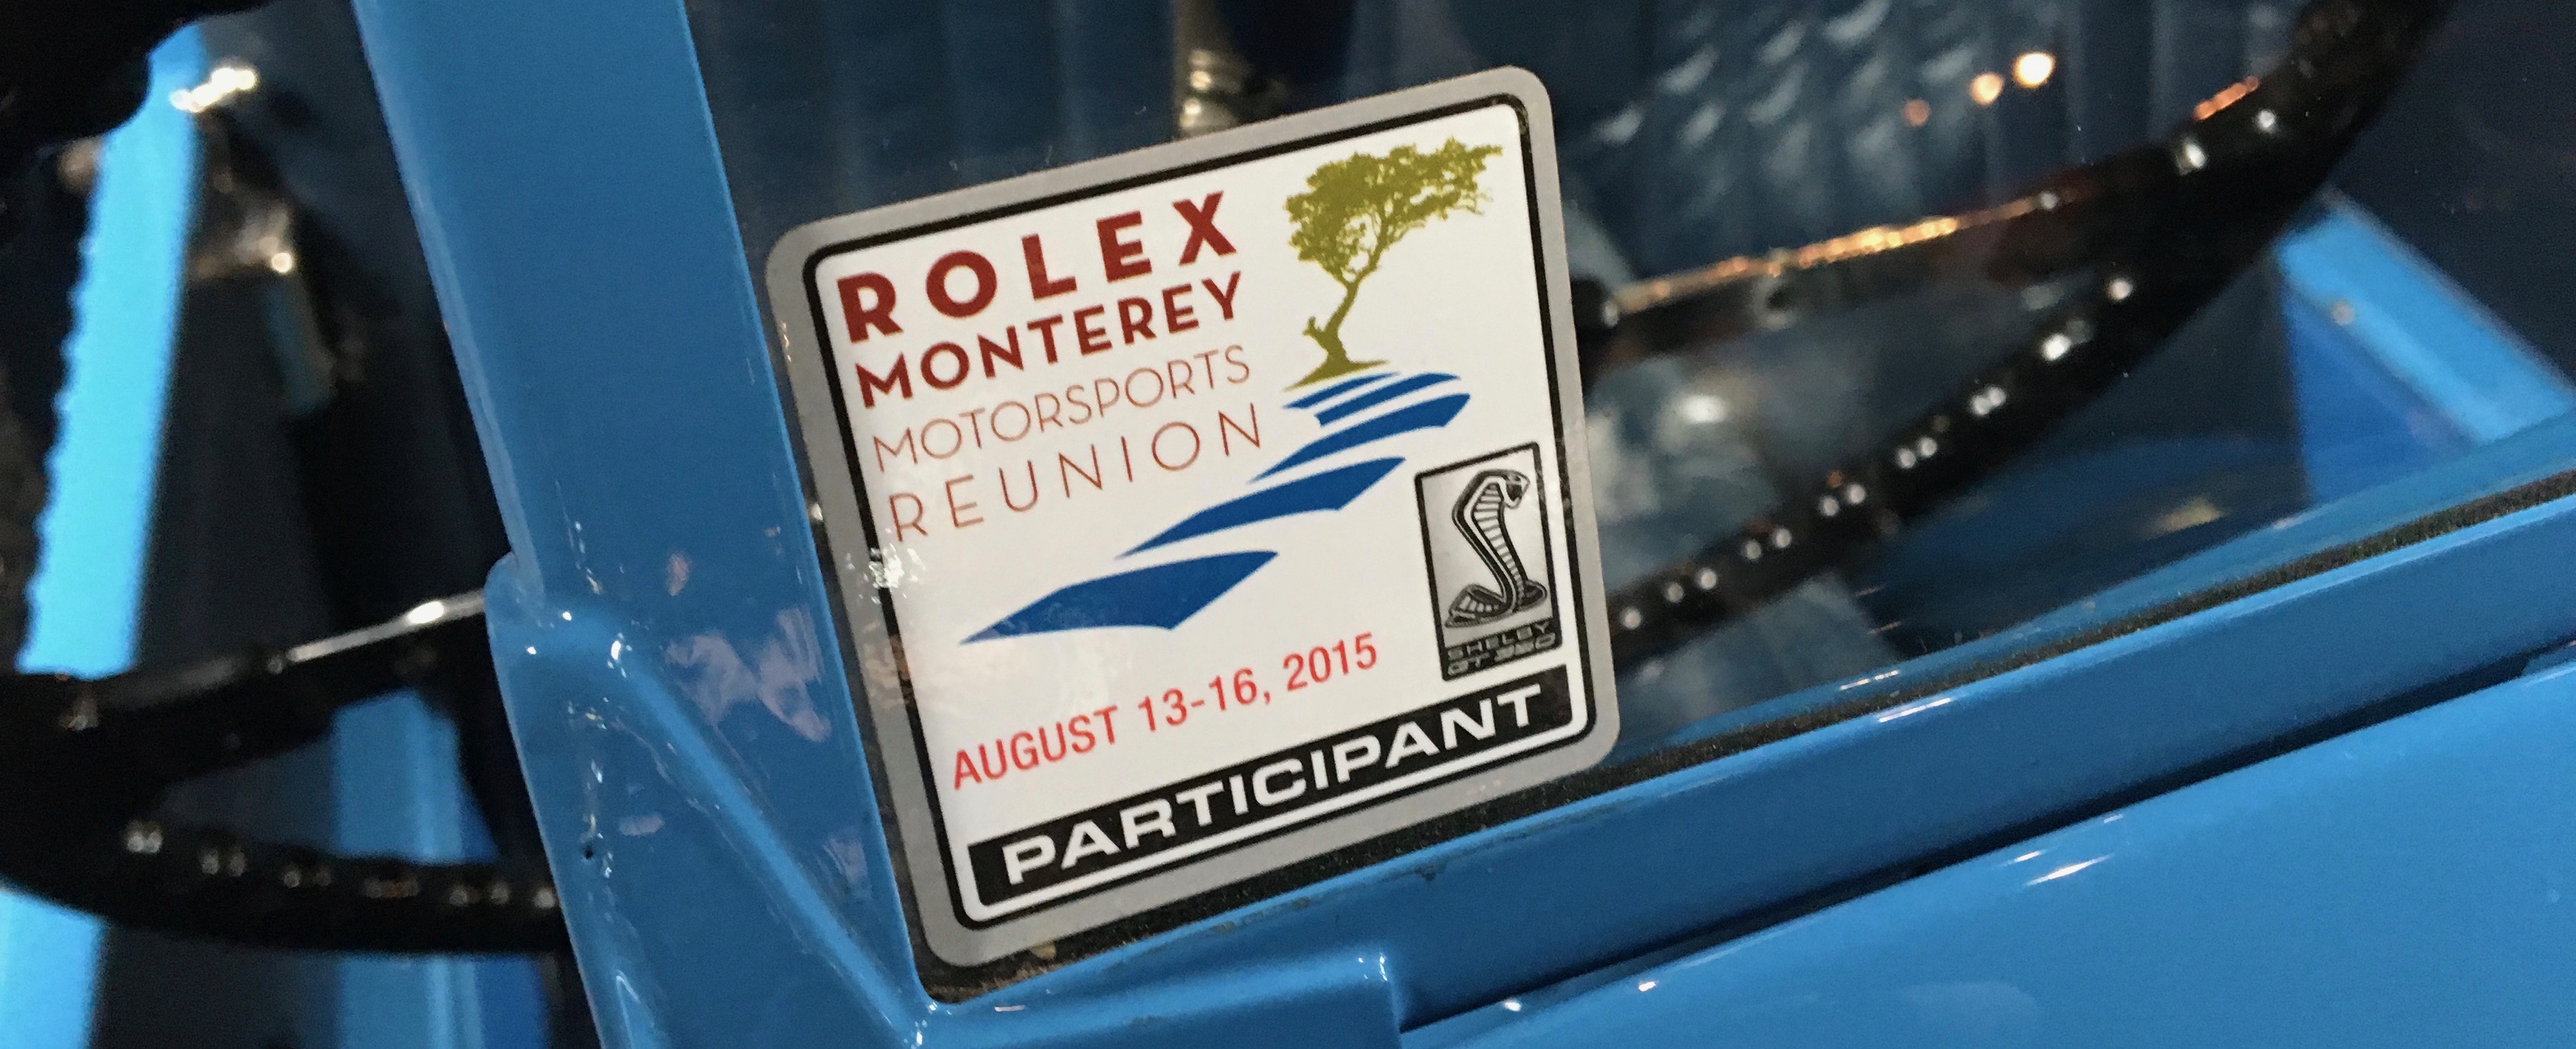 ROLEX
MONTEREY
MOTORSPORTS
REUNION
SHELBY
GT 350
AUGUST 13-16, 2015
PARTICIPANT